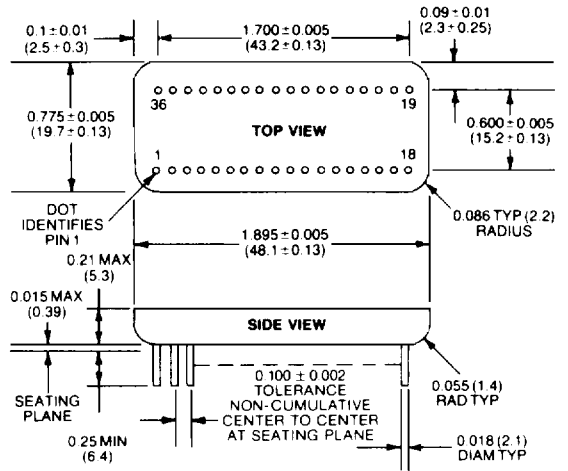 0.1 ± 0.01
(2.5 ± 0.3)
1.700 ± 0.005
(43.2 ± 0.13)
0.09 ± 0.01
(2.3 ± 0.25)
36
19
0.775 ± 0.005
(19.7 ± 0.13)
TOP VIEW
0.600 ± 0.005
(15.2 ± 0.13)
1
18
DOT
IDENTIFIES
PIN 1
0.086 TYP (2.2)
RADIUS
1.895 ± 0.005
(48.1 ± 0.13)
0.21 MAX
(5.3)
0.015 MAX
(0.39)
SIDE VIEW
SEATING
PLANE
0.100 ± 0.002
TOLERANCE
NON-CUMULATIVE
CENTER TO CENTER
AT SEATING PLANE
0.055 (1.4)
RAD TYP
0.25 MIN
(6.4)
0.018 (2.1)
DIAM TYP